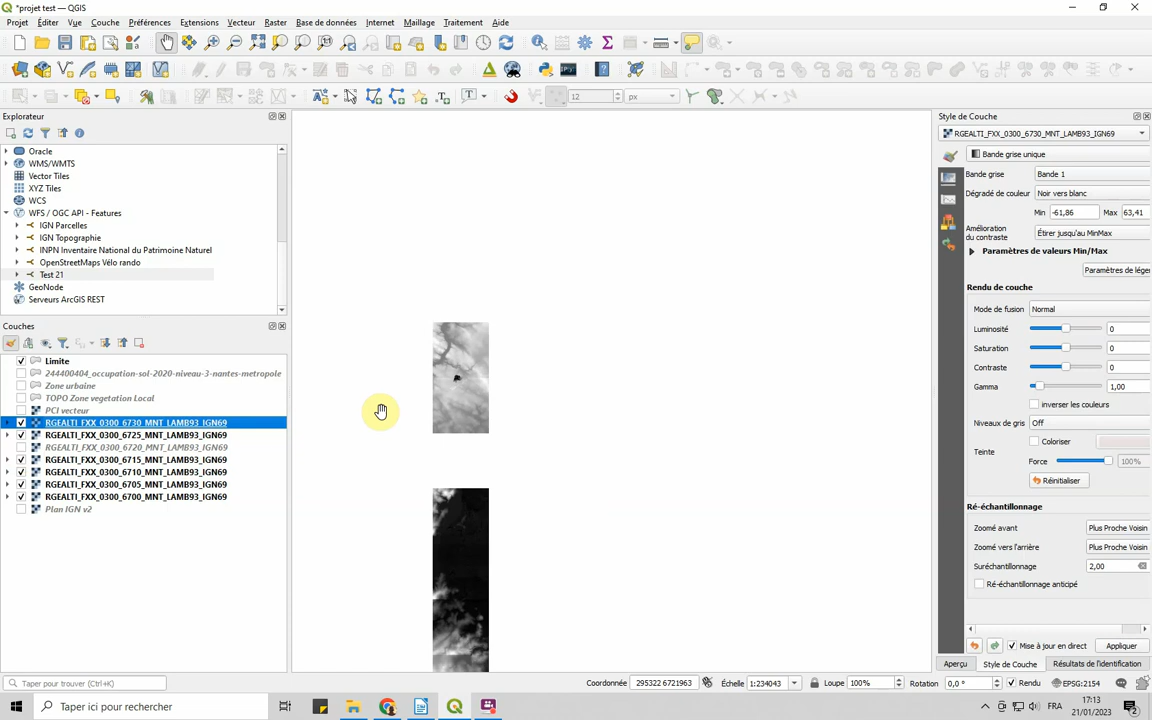 *projet test — QGIS
Projet Éditer Vue Couche Préférences Extensions Vecteur Raster Base de données Internet Maillage Traitement Aide
12 px
Explorateur
Oracle
WMS/WMTS
Vector Tiles
XYZ Tiles
WCS
WFS / OGC API - Features
IGN Parcelles
IGN Topographie
INPN Inventaire National du Patrimoine Naturel
OpenStreetMaps Vélo rando
Test 21
GeoNode
Serveurs ArcGIS REST
Couches
Limite
244400404_occupation-sol-2020-niveau-3-nantes-metropole
Zone urbaine
TOPO Zone vegetation Local
PCI vecteur
RGEALTI_FXX_0300_6730_MNT_LAMB93_IGN69
RGEALTI_FXX_0300_6725_MNT_LAMB93_IGN69
RGEALTI_FXX_0300_6720_MNT_LAMB93_IGN69
RGEALTI_FXX_0300_6715_MNT_LAMB93_IGN69
RGEALTI_FXX_0300_6710_MNT_LAMB93_IGN69
RGEALTI_FXX_0300_6705_MNT_LAMB93_IGN69
RGEALTI_FXX_0300_6700_MNT_LAMB93_IGN69
Plan IGN v2
Style de Couche
RGEALTI_FXX_0300_6730_MNT_LAMB93_IGN69
Bande grise unique
Bande grise Bande 1
Dégradé de couleur Noir vers blanc
Min -61,86 Max 63,41
Amélioration
du contraste Étirer jusqu'au MinMax
Paramètres de valeurs Min/Max
Paramètres de léger
Rendu de couche
Mode de fusion Normal
Luminosité 0
Saturation 0
Contraste 0
Gamma 1,00
inverser les couleurs
Niveaux de gris Off
Teinte
Coloriser
Force 100%
Réinitialiser
Ré-échantillonnage
Zoomé avant Plus Proche Voisin
Zoomé vers l'arrière Plus Proche Voisin
Suréchantillonnage 2,00
Ré-échantillonnage anticipé
Mise à jour en direct Appliquer
Aperçu Style de Couche Résultats de l'identification
Taper pour trouver (Ctrl+K) Coordonnée 295322 6721963 Échelle 1:234043 Loupe 100% Rotation 0,0 ° Rendu EPSG:2154
Taper ici pour rechercher
FRA
17:13
21/01/2023
2